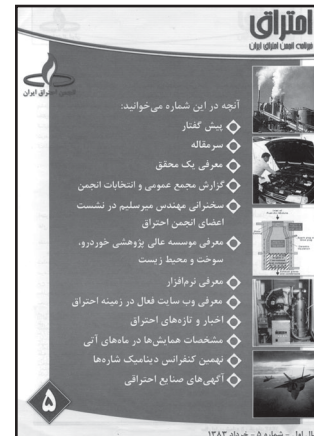 احتراق
خبرنامه انجمن احتراق ایران
انجمن احتراق ایران
آنچه در این شماره می‌خوانید:
پیش گفتار
سرمقاله
معرفی یک محقق
گزارش مجمع عمومی و انتخابات انجمن
سخنرانی مهندس میرسلیم در نشست
اعضای انجمن احتراق
معرفی موسسه عالی پژوهشی خوردرو،
سوخت و محیط زیست
معرفی نرم‌افزار
معرفی وب سایت فعال در زمینه احتراق
اخبار و تازه‌های احتراق
مشخصات همایش‌ها در ماه‌های آتی
نهمین کنفرانس دینامیک شاره‌ها
آگهی‌های صنایع احتراقی
۵
سال اول - شماره ۵ - خرداد ۱۳۸۳